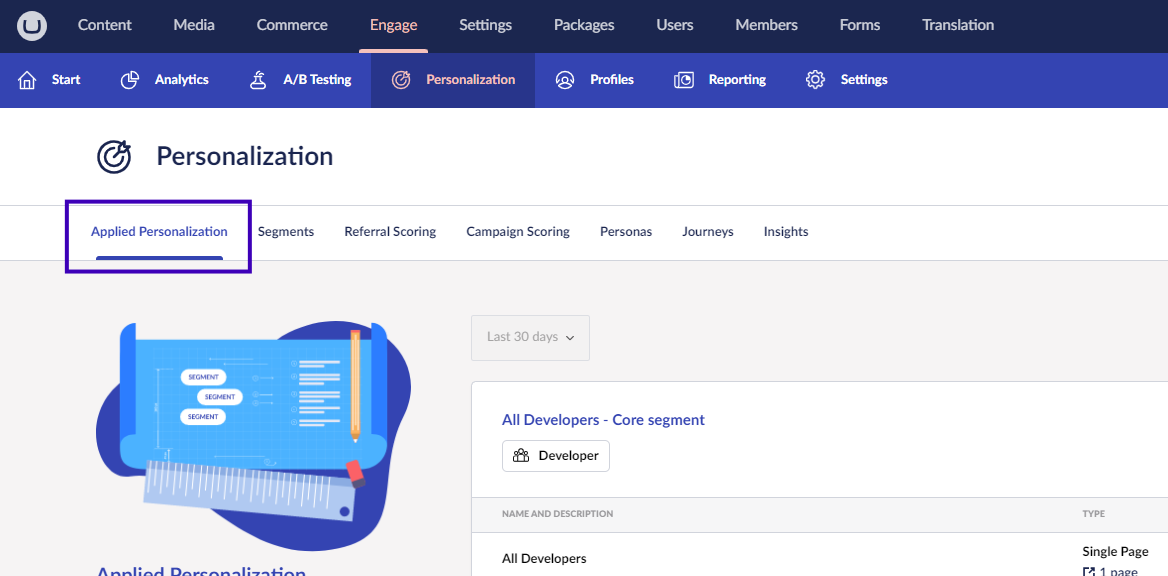 Content Media Commerce Engage Settings Packages Users Members Forms Translation
Start Analytics A/B Testing Personalization Profiles Reporting Settings
Personalization
Applied Personalization Segments Referral Scoring Campaign Scoring Personas Journeys Insights
SEGMENT
SEGMENT
SEGMENT
Applied Personalization
Last 30 days
All Developers - Core segment
Developer
NAME AND DESCRIPTION TYPE
All Developers Single Page
1 page